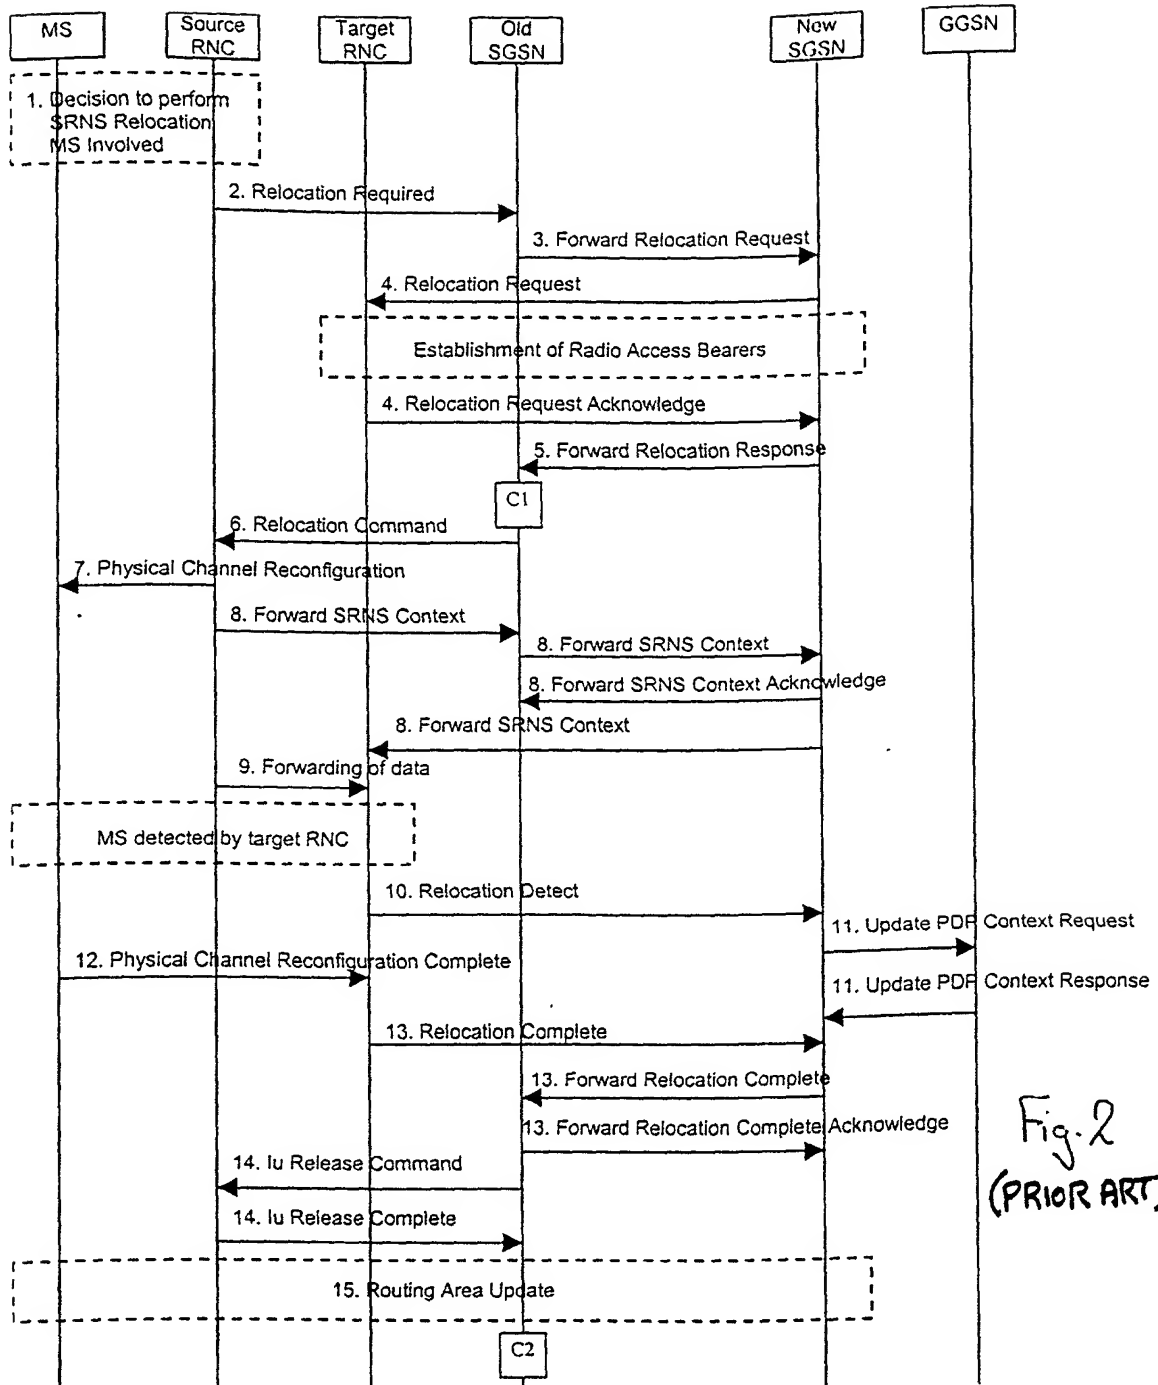 MS
Source
RNC
Target
RNC
Old
SGSN
New
SGSN
GGSN
1. Decision to perform
SRNS Relocation
MS Involved
2. Relocation Required
3. Forward Relocation Request
4. Relocation Request
Establishment of Radio Access Bearers
4. Relocation Request Acknowledge
5. Forward Relocation Response
C1
6. Relocation Command
7. Physical Channel Reconfiguration
8. Forward SRNS Context
8. Forward SRNS Context
8. Forward SRNS Context Acknowledge
8. Forward SRNS Context
9. Forwarding of data
MS detected by target RNC
10. Relocation Detect
11. Update PDP Context Request
12. Physical Channel Reconfiguration Complete
11. Update PDP Context Response
13. Relocation Complete
13. Forward Relocation Complete
13. Forward Relocation Complete Acknowledge
14. Iu Release Command
14. Iu Release Complete
15. Routing Area Update
C2
Fig. 2
(PRIOR ART)